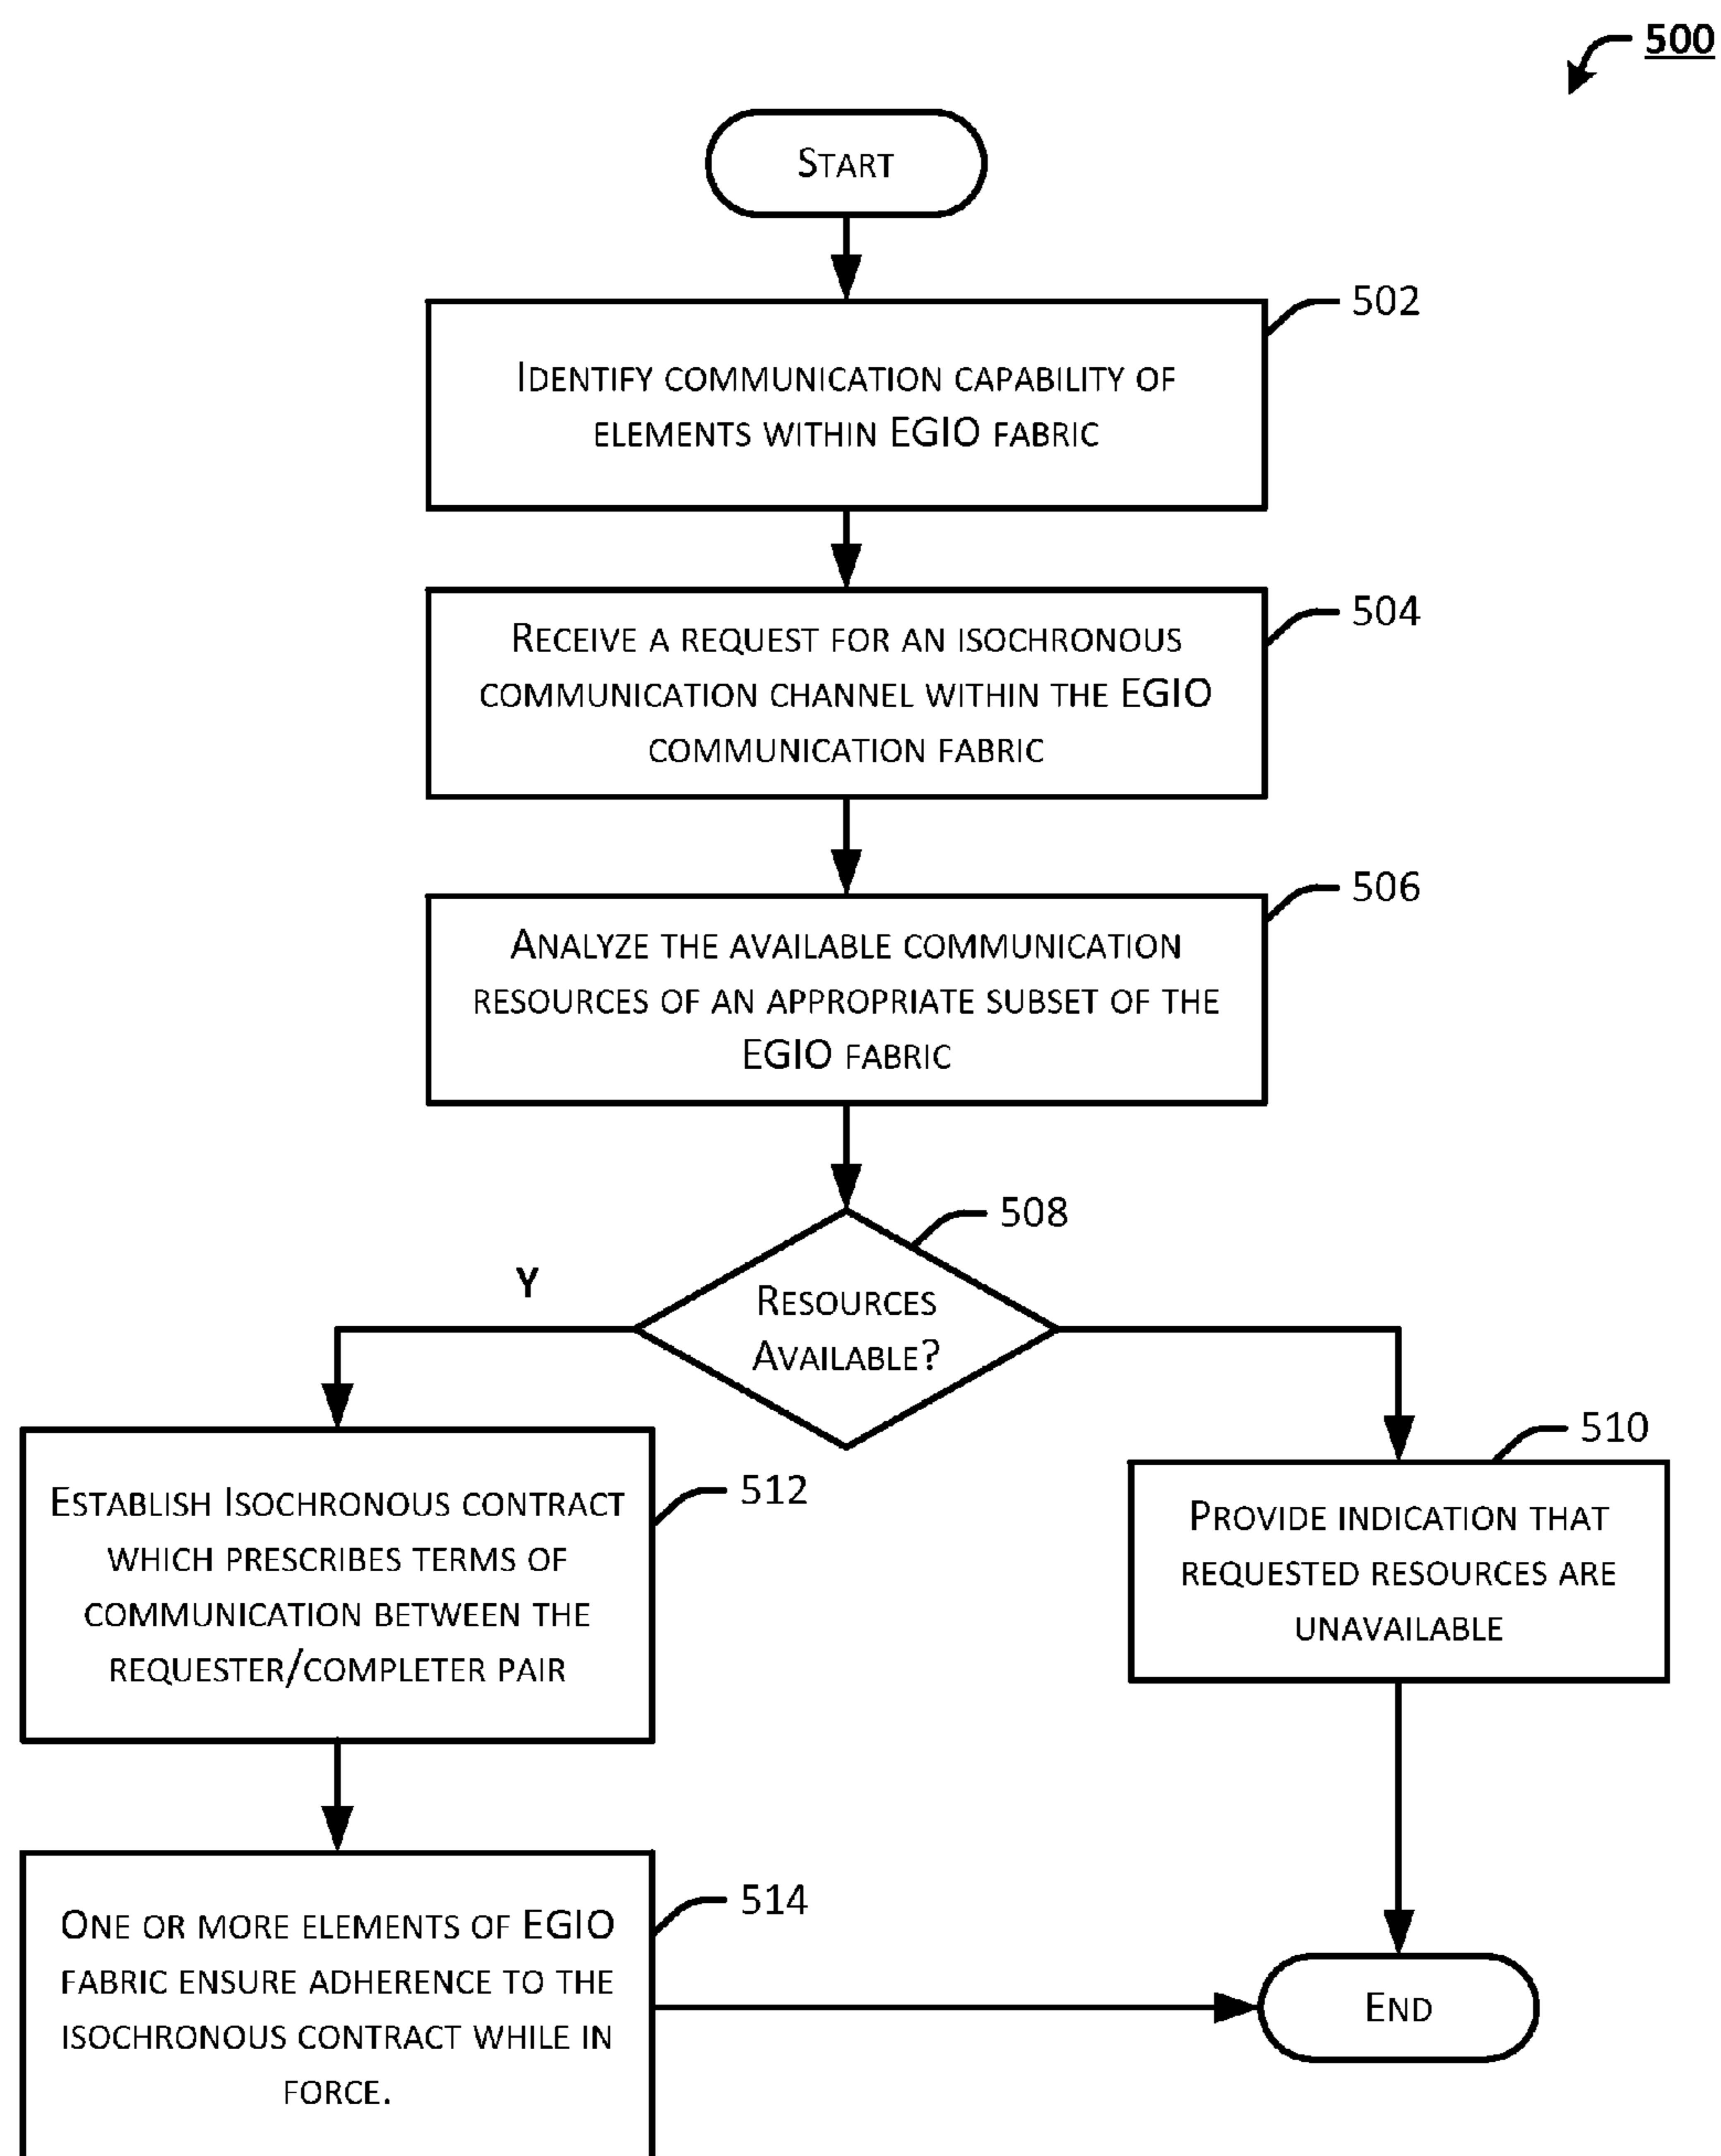 500
START
502
IDENTIFY COMMUNICATION CAPABILITY OF
ELEMENTS WITHIN EGIO FABRIC
504
RECEIVE A REQUEST FOR AN ISOCHRONOUS
COMMUNICATION CHANNEL WITHIN THE EGIO
COMMUNICATION FABRIC
506
ANALYZE THE AVAILABLE COMMUNICATION
RESOURCES OF AN APPROPRIATE SUBSET OF THE
EGIO FABRIC
508
Y
RESOURCES
AVAILABLE?
512
ESTABLISH ISOCHRONOUS CONTRACT
WHICH PRESCRIBES TERMS OF
COMMUNICATION BETWEEN THE
REQUESTER/COMPLETER PAIR
510
PROVIDE INDICATION THAT
REQUESTED RESOURCES ARE
UNAVAILABLE
514
ONE OR MORE ELEMENTS OF EGIO
FABRIC ENSURE ADHERENCE TO THE
ISOCHRONOUS CONTRACT WHILE IN
FORCE.
END